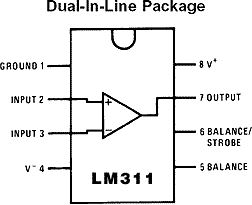 Dual-In-Line Package
GROUND 1
8 V+
INPUT 2
+
7 OUTPUT
INPUT 3
−
6 BALANCE/
STROBE
V− 4
5 BALANCE
LM311